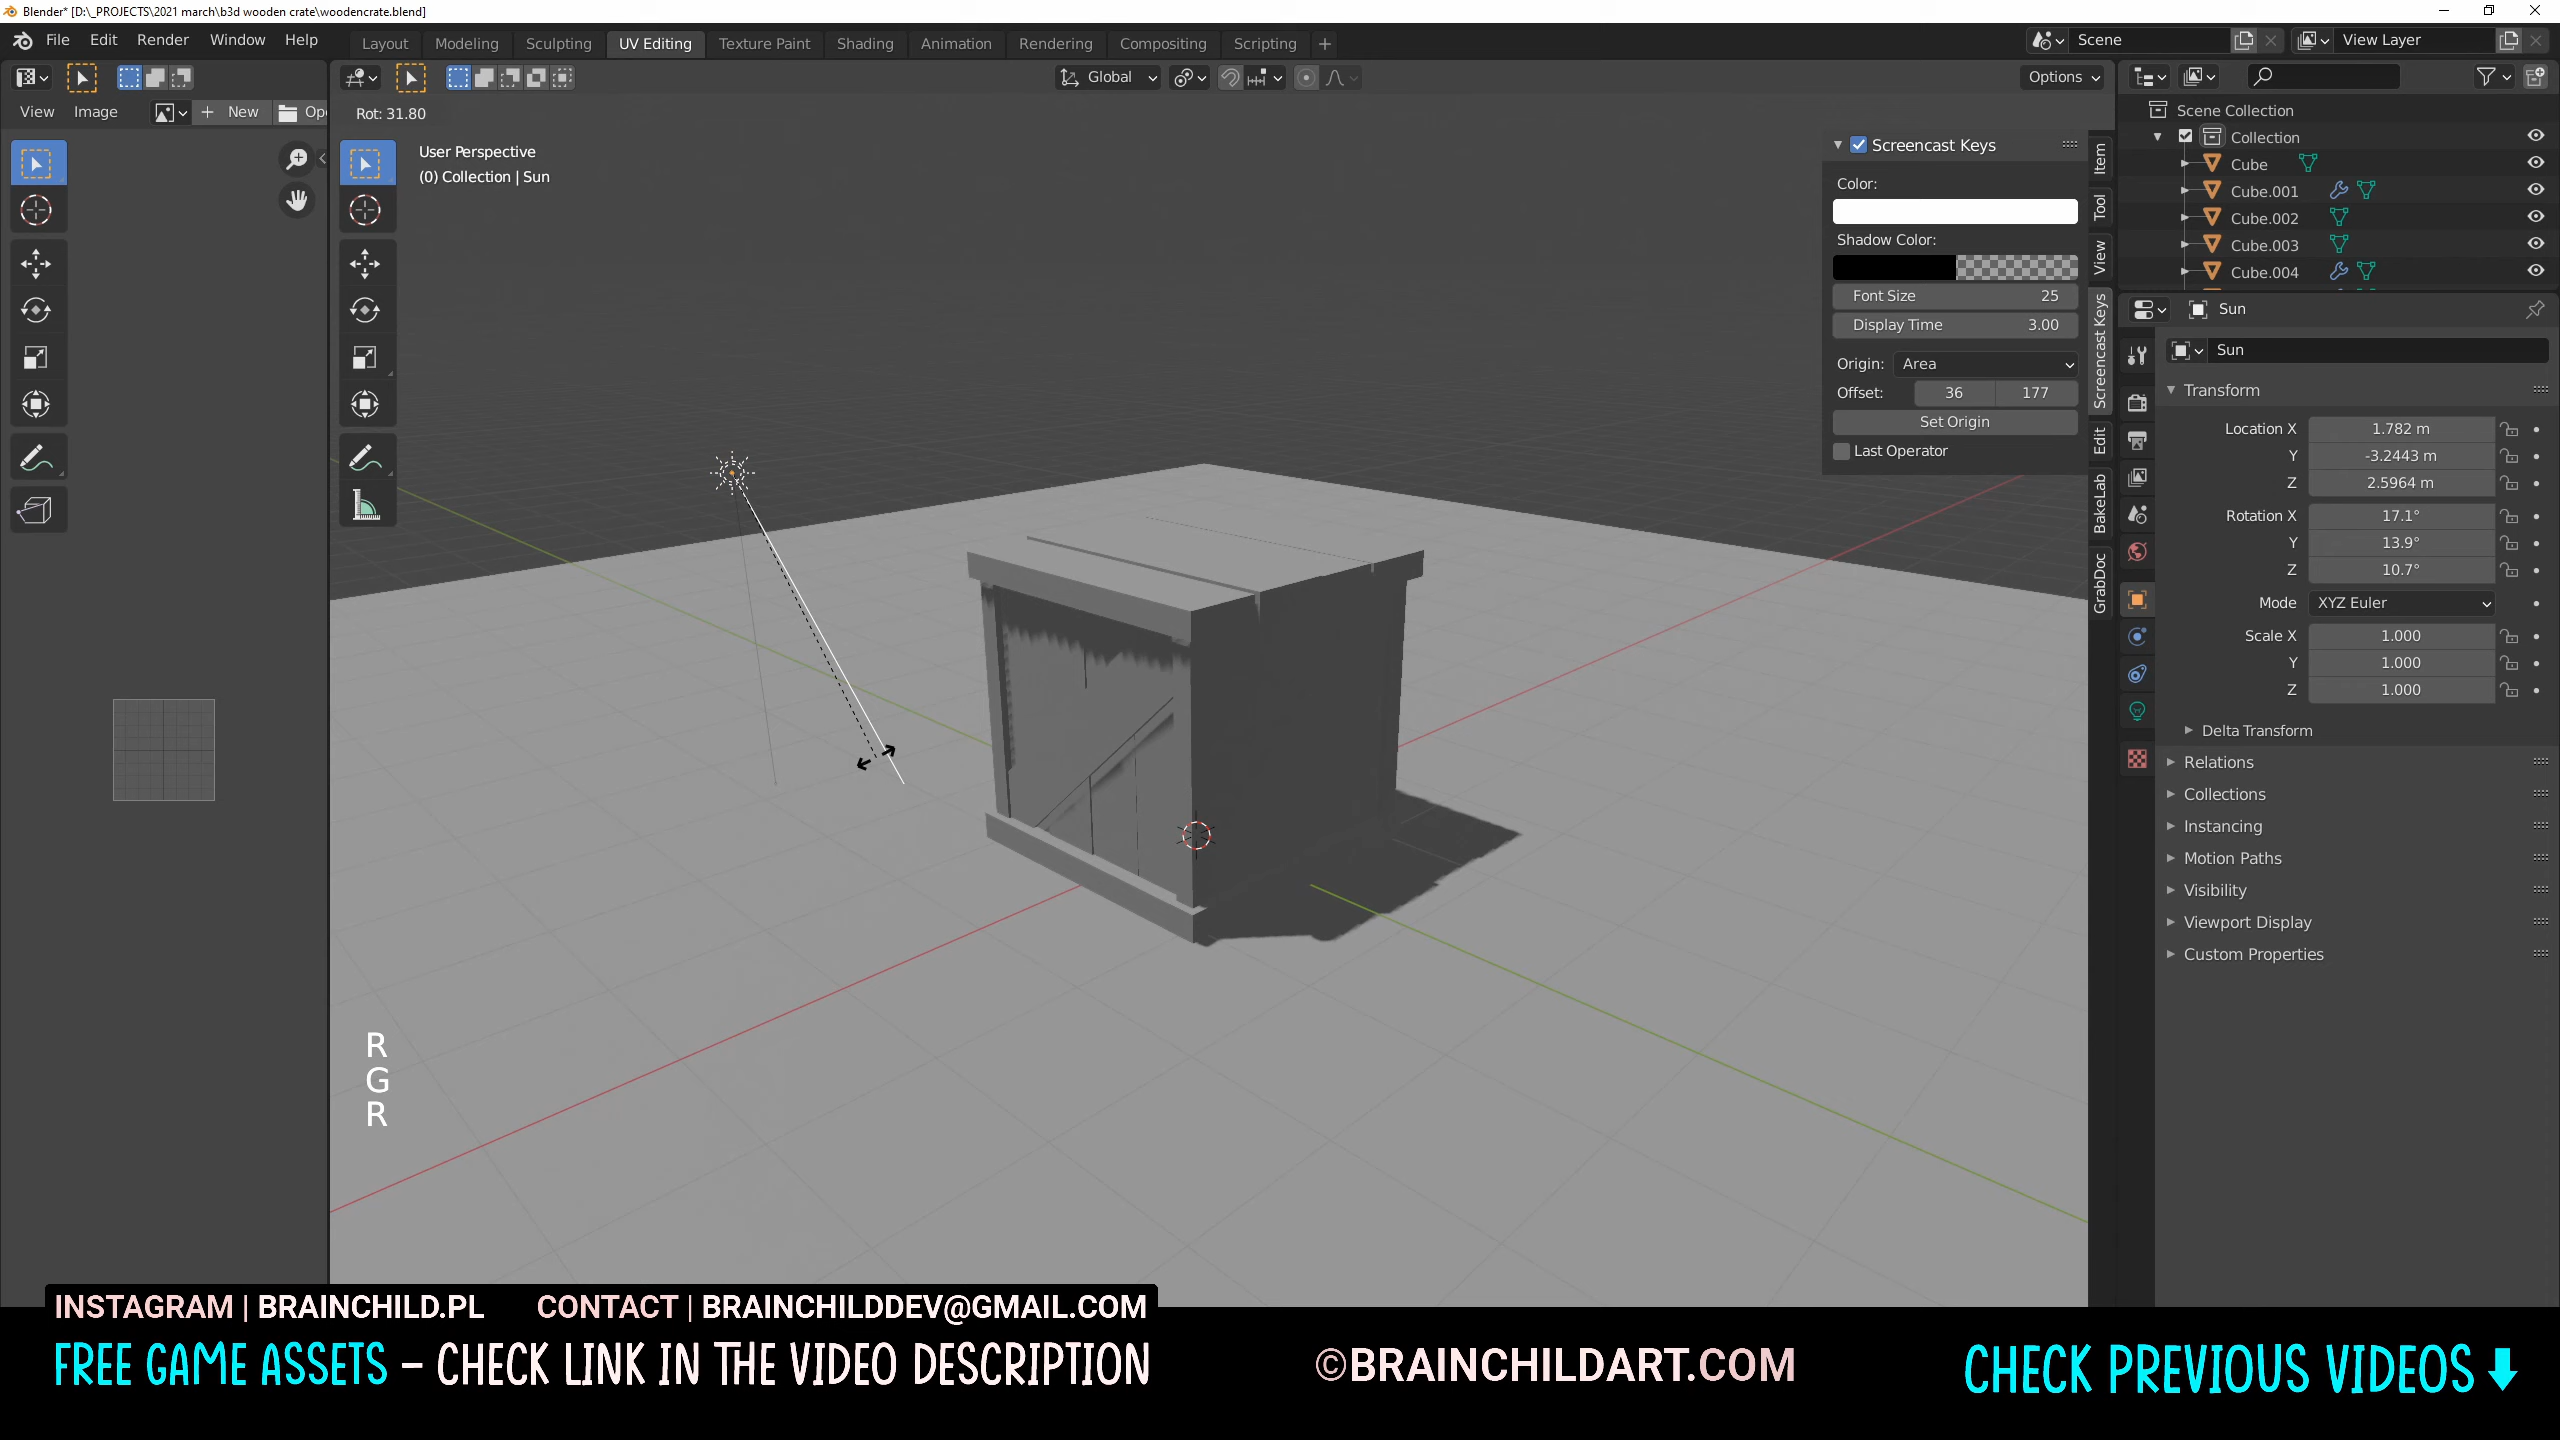 Blender* [D:\_PROJECTS\2021 march\b3d wooden crate\woodencrate.blend]
File Edit Render Window Help
Layout Modeling Sculpting UV Editing Texture Paint Shading Animation Rendering Compositing Scripting +
Scene
View Layer
Global
Options
View Image + New Op
Rot: 31.80
User Perspective
(0) Collection | Sun
Screencast Keys
Color:
Shadow Color:
Font Size 25
Display Time 3.00
Origin: Area
Offset: 36 177
Set Origin
Last Operator
Item
Tool
View
Screencast Keys
Edit
BakeLab
GrabDoc
Scene Collection
Collection
Cube
Cube.001
Cube.002
Cube.003
Cube.004
Sun
Sun
Transform
Location X 1.782 m
Y -3.2443 m
Z 2.5964 m
Rotation X 17.1°
Y 13.9°
Z 10.7°
Mode XYZ Euler
Scale X 1.000
Y 1.000
Z 1.000
Delta Transform
Relations
Collections
Instancing
Motion Paths
Visibility
Viewport Display
Custom Properties
R
G
R
INSTAGRAM | BRAINCHILD.PL CONTACT | BRAINCHILDDEV@GMAIL.COM
FREE GAME ASSETS – CHECK LINK IN THE VIDEO DESCRIPTION
©BRAINCHILDART.COM
CHECK PREVIOUS VIDEOS